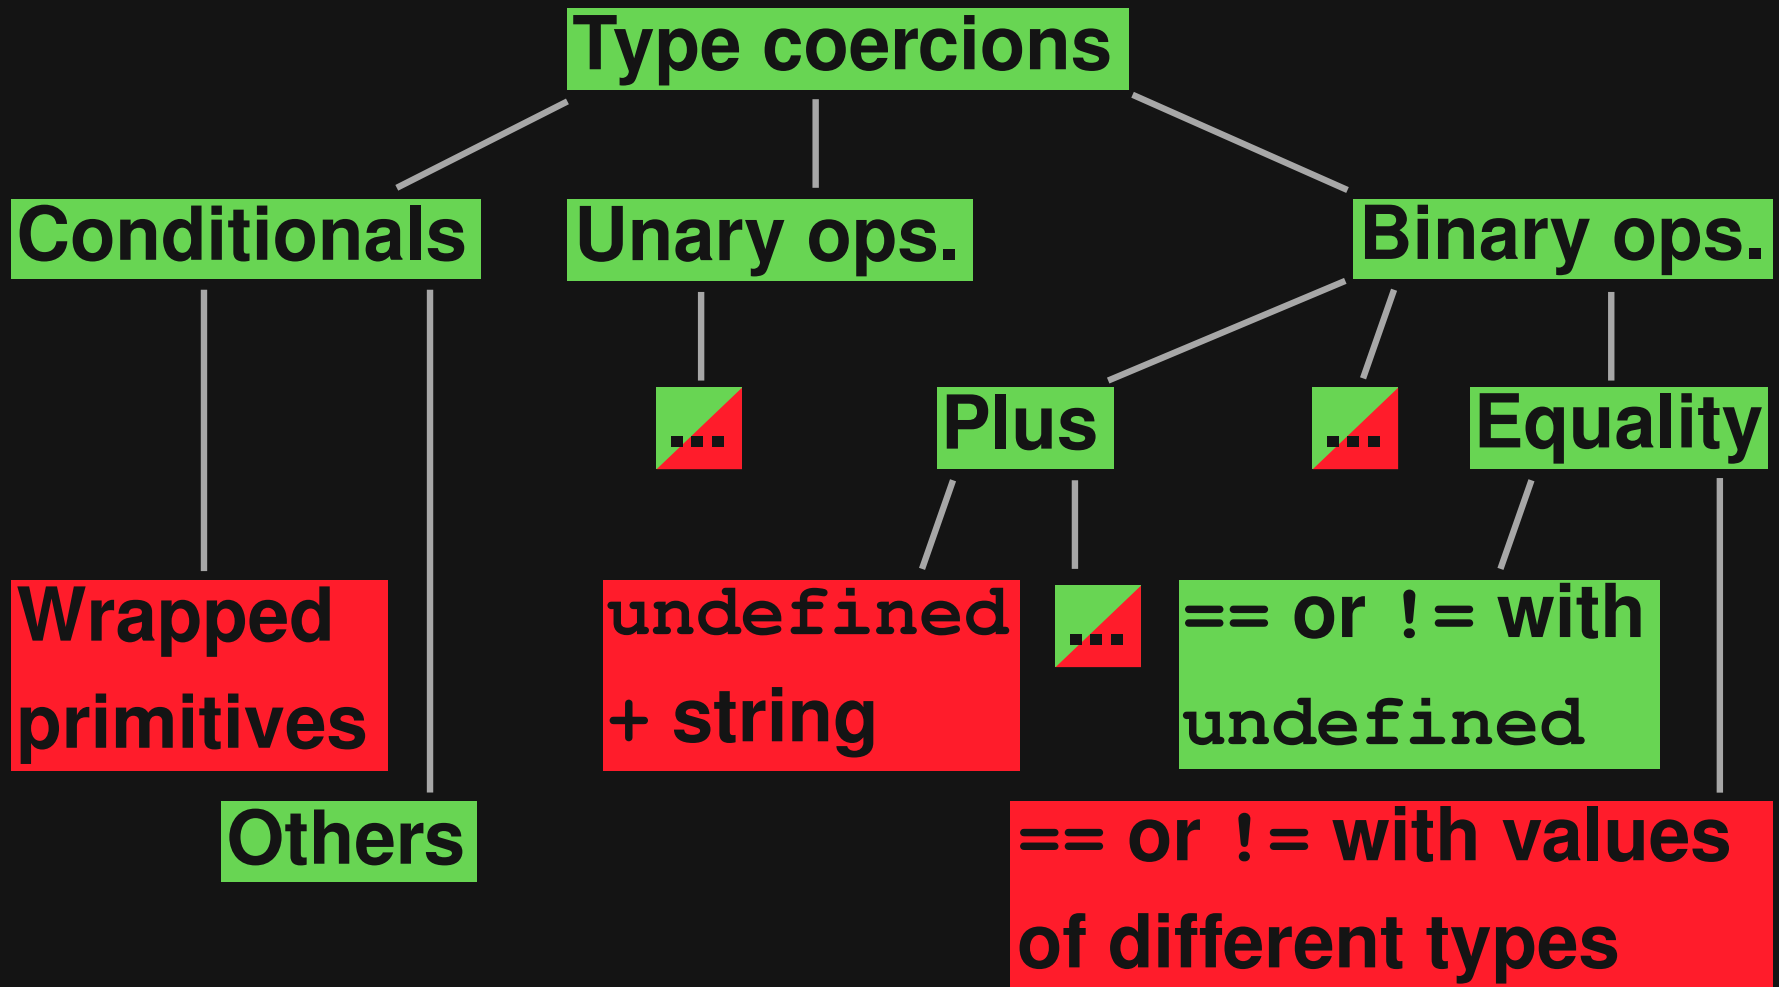 Type coercions
Conditionals
Unary ops.
Binary ops.
...
Plus
...
Equality
Wrapped
primitives
undefined
+ string
...
== or != with
undefined
Others
== or != with values
of different types